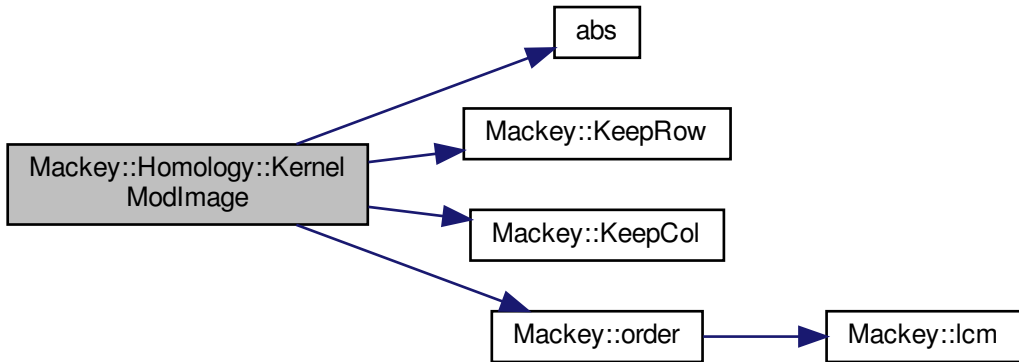 abs
Mackey::KeepRow
Mackey::Homology::Kernel
ModImage
Mackey::KeepCol
Mackey::order
Mackey::lcm